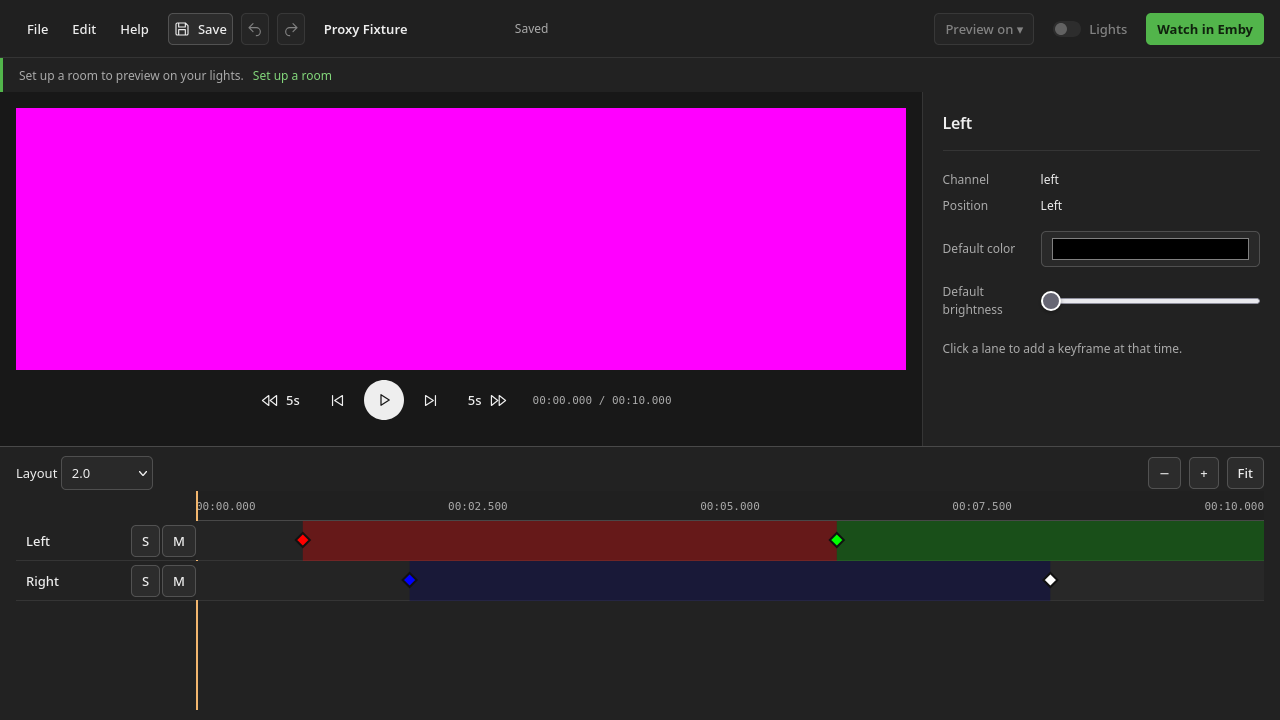 File Edit Help Save Proxy Fixture Saved Preview on ▾ Lights Watch in Emby
Set up a room to preview on your lights. Set up a room
Left
Channel left
Position Left
Default color
Default
brightness
Click a lane to add a keyframe at that time.
5s 5s 00:00.000 / 00:10.000
Layout 2.0 − + Fit
00:00.000 00:02.500 00:05.000 00:07.500 00:10.000
Left S M
Right S M